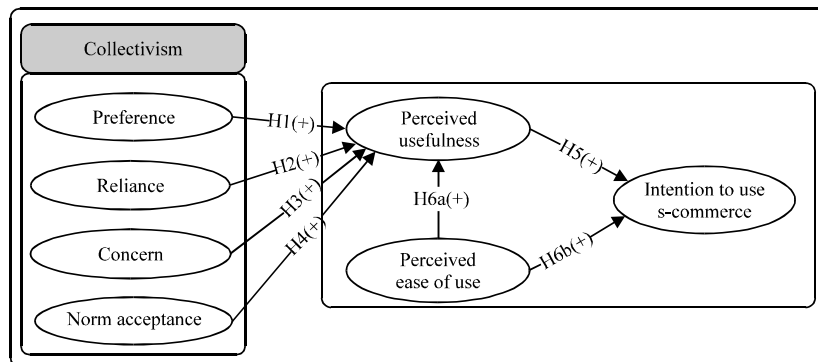 Collectivism
Preference
Reliance
Concern
Norm acceptance
H1(+)
H2(+)
H3(+)
H4(+)
Perceived
usefulness
H6a(+)
Perceived
ease of use
H5(+)
H6b(+)
Intention to use
s-commerce